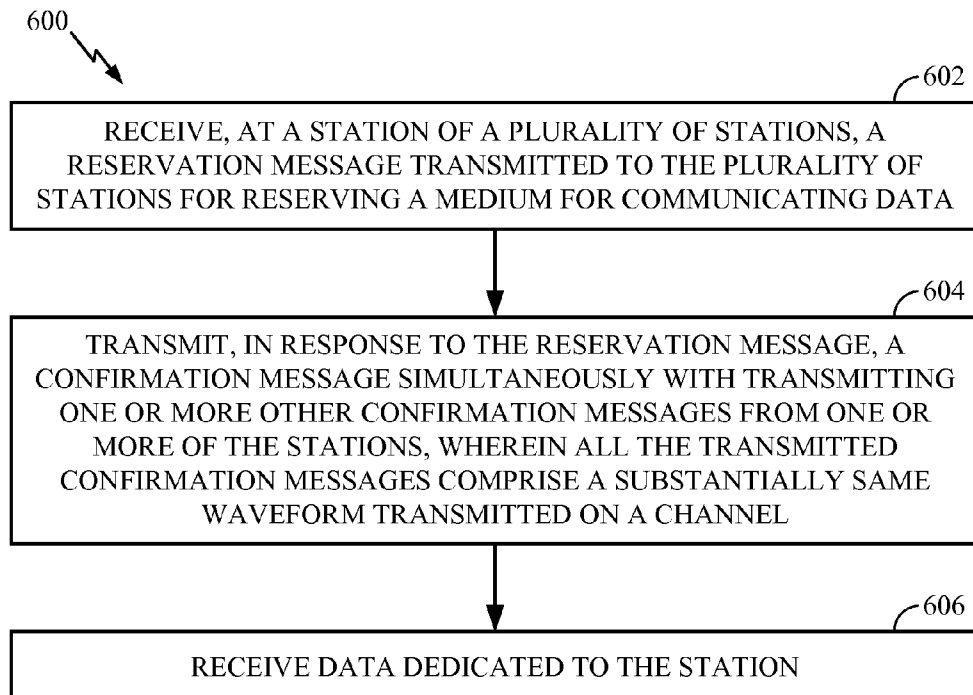 600
602
RECEIVE, AT A STATION OF A PLURALITY OF STATIONS, A
RESERVATION MESSAGE TRANSMITTED TO THE PLURALITY OF
STATIONS FOR RESERVING A MEDIUM FOR COMMUNICATING DATA
604
TRANSMIT, IN RESPONSE TO THE RESERVATION MESSAGE, A
CONFIRMATION MESSAGE SIMULTANEOUSLY WITH TRANSMITTING
ONE OR MORE OTHER CONFIRMATION MESSAGES FROM ONE OR
MORE OF THE STATIONS, WHEREIN ALL THE TRANSMITTED
CONFIRMATION MESSAGES COMPRISE A SUBSTANTIALLY SAME
WAVEFORM TRANSMITTED ON A CHANNEL
606
RECEIVE DATA DEDICATED TO THE STATION